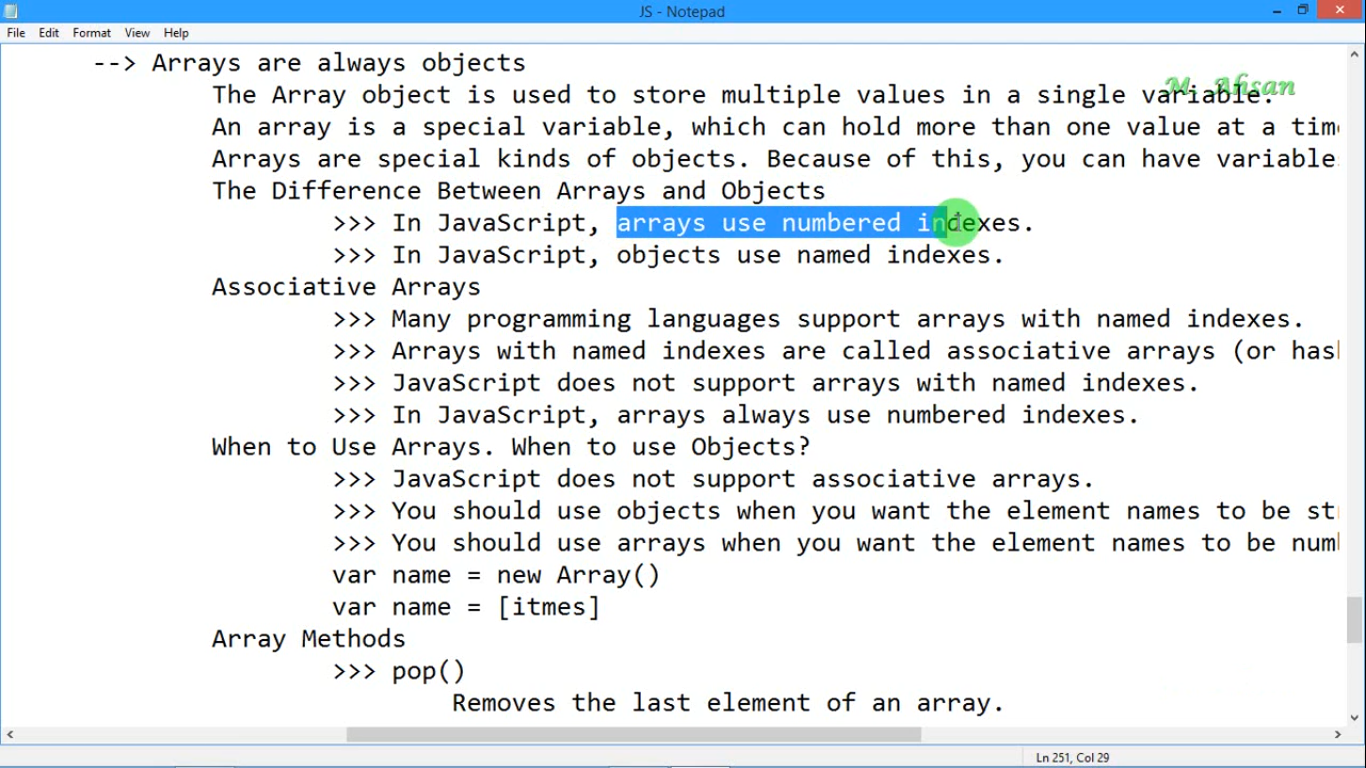 JS - Notepad
File Edit Format View Help
--> Arrays are always objects
M. Ahsan
The Array object is used to store multiple values in a single variable.
An array is a special variable, which can hold more than one value at a
Arrays are special kinds of objects. Because of this, you can have
The Difference Between Arrays and Objects
>>> In JavaScript, arrays use numbered indexes.
>>> In JavaScript, objects use named indexes.
Associative Arrays
>>> Many programming languages support arrays with named indexes.
>>> Arrays with named indexes are called associative arrays (or
>>> JavaScript does not support arrays with named indexes.
>>> In JavaScript, arrays always use numbered indexes.
When to Use Arrays. When to use Objects?
>>> JavaScript does not support associative arrays.
>>> You should use objects when you want the element names to be
>>> You should use arrays when you want the element names to be
var name = new Array()
var name = [itmes]
Array Methods
>>> pop()
Removes the last element of an array.
Ln 251, Col 29